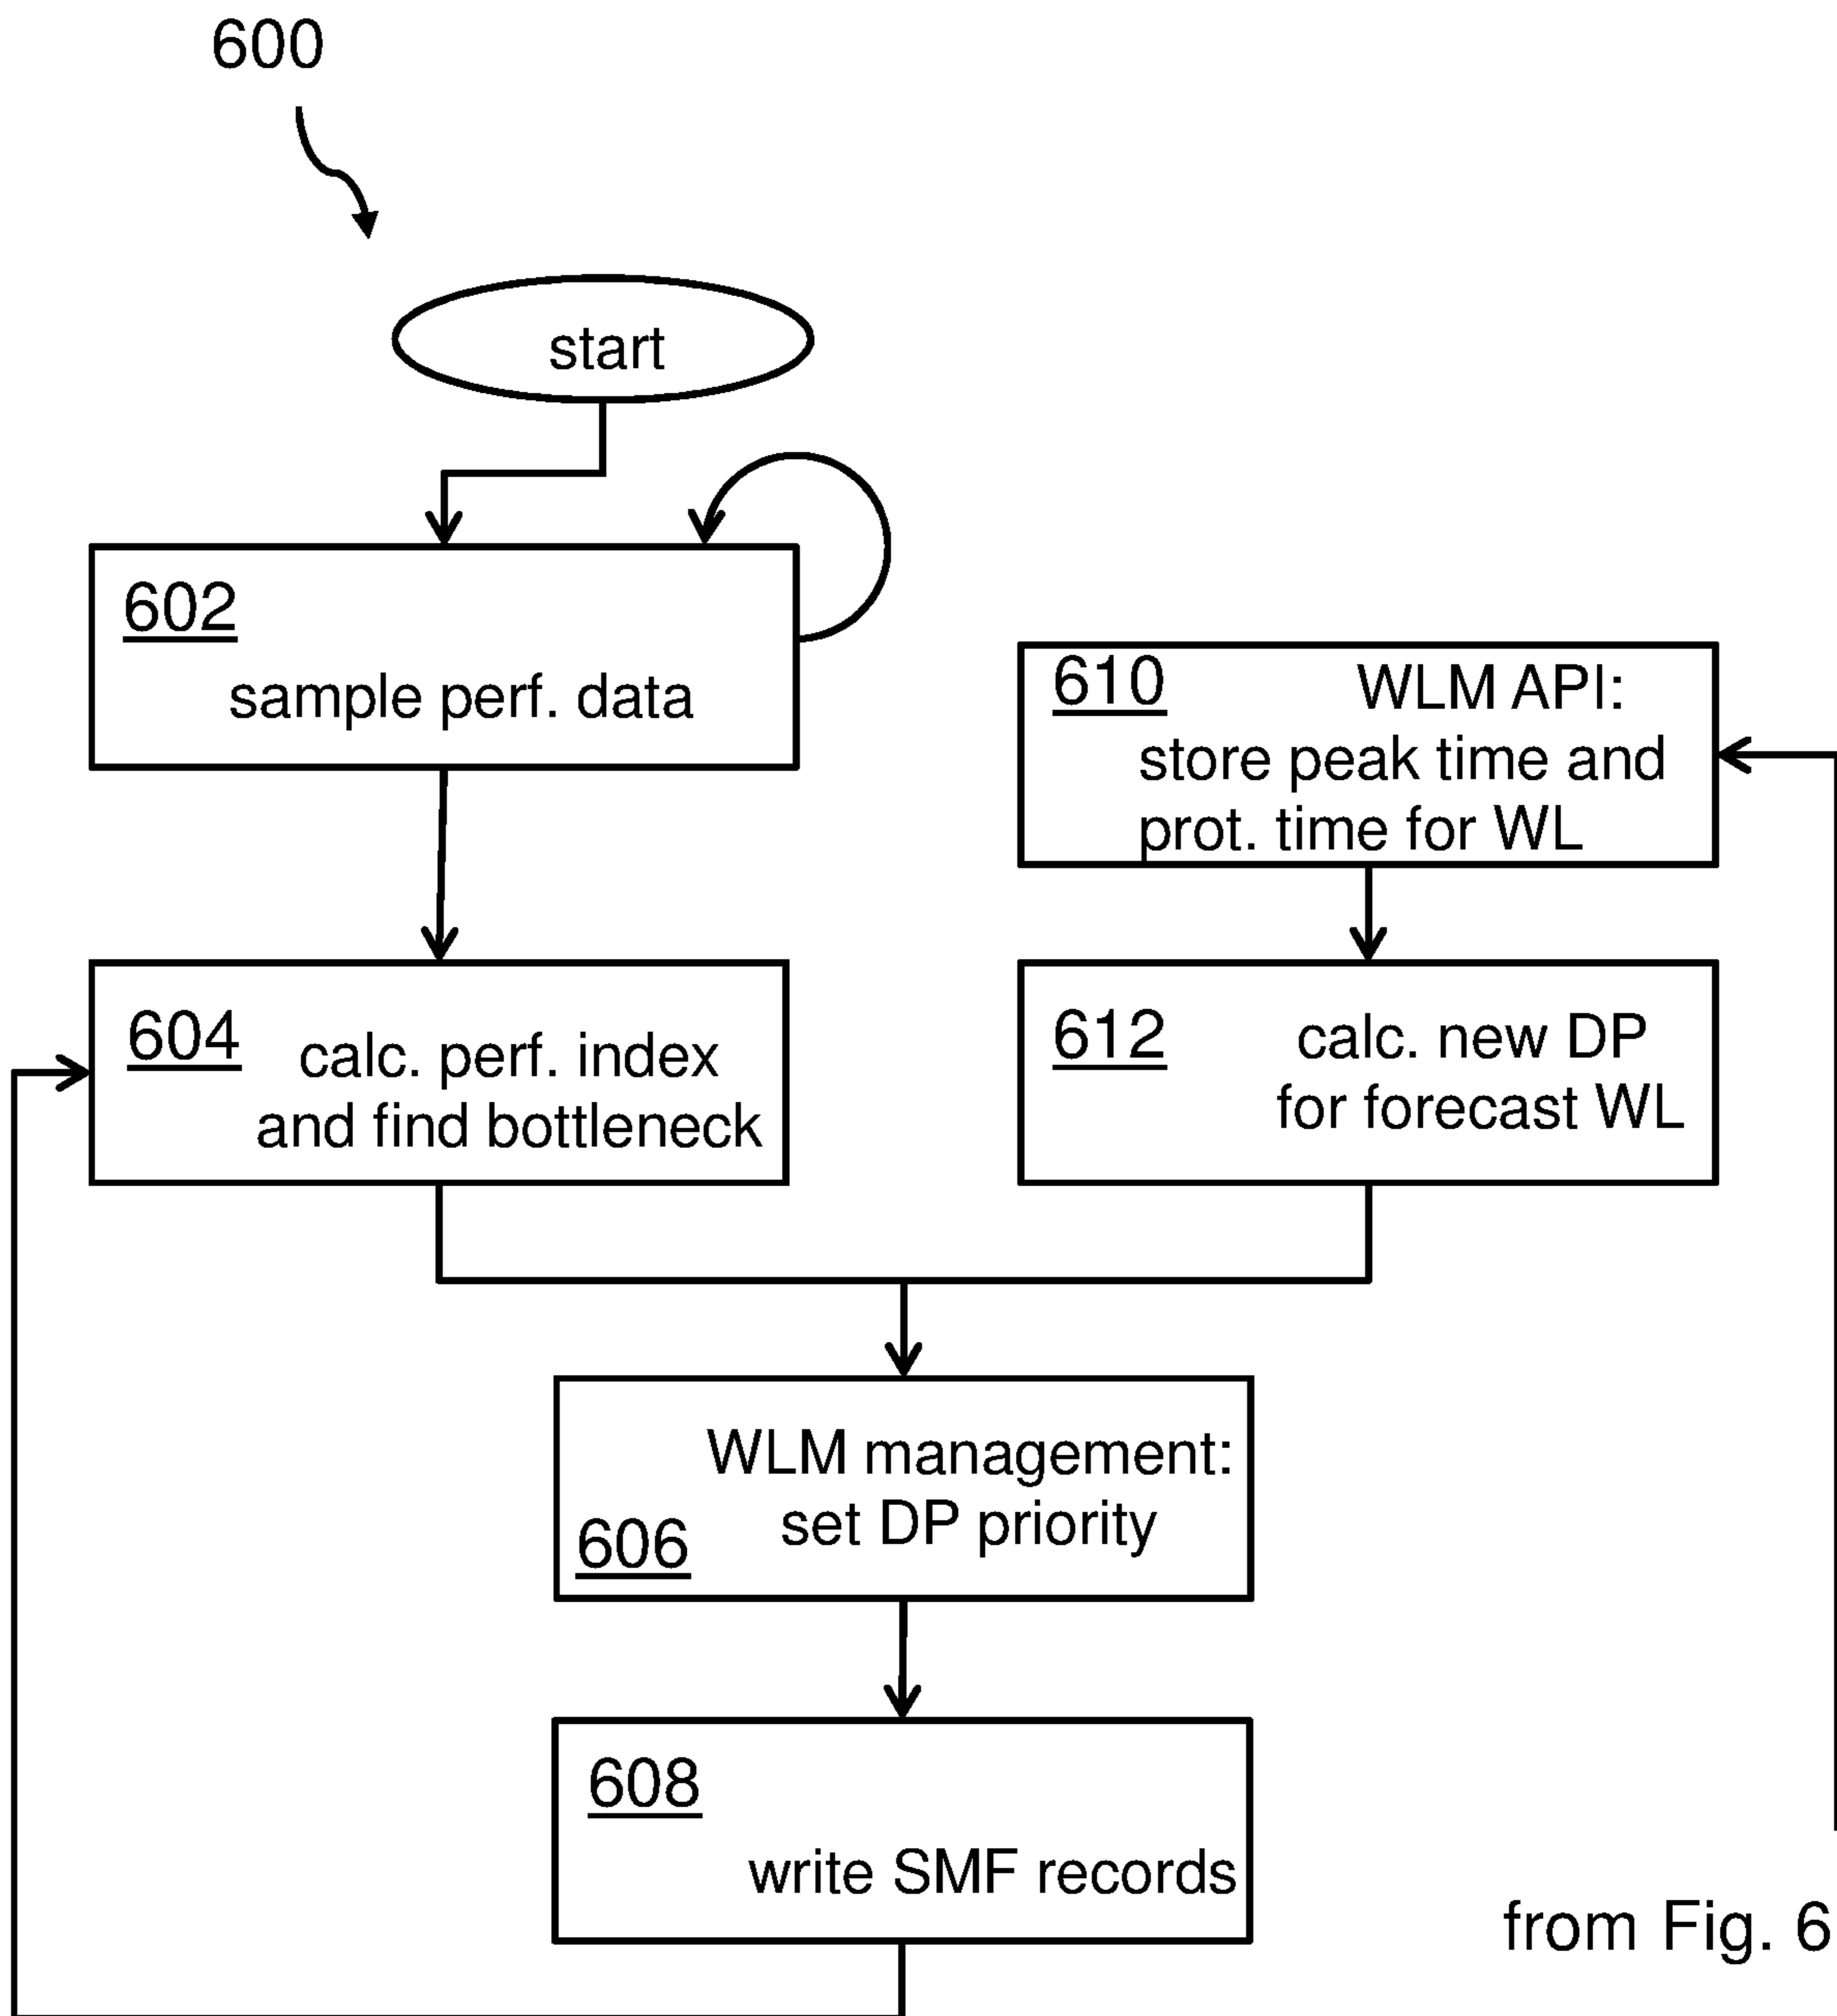 600
start
602
sample perf. data
610 WLM API:
store peak time and
prot. time for WL
604 calc. perf. index
and find bottleneck
612 calc. new DP
for forecast WL
WLM management:
set DP priority
606
608
write SMF records
from Fig. 6